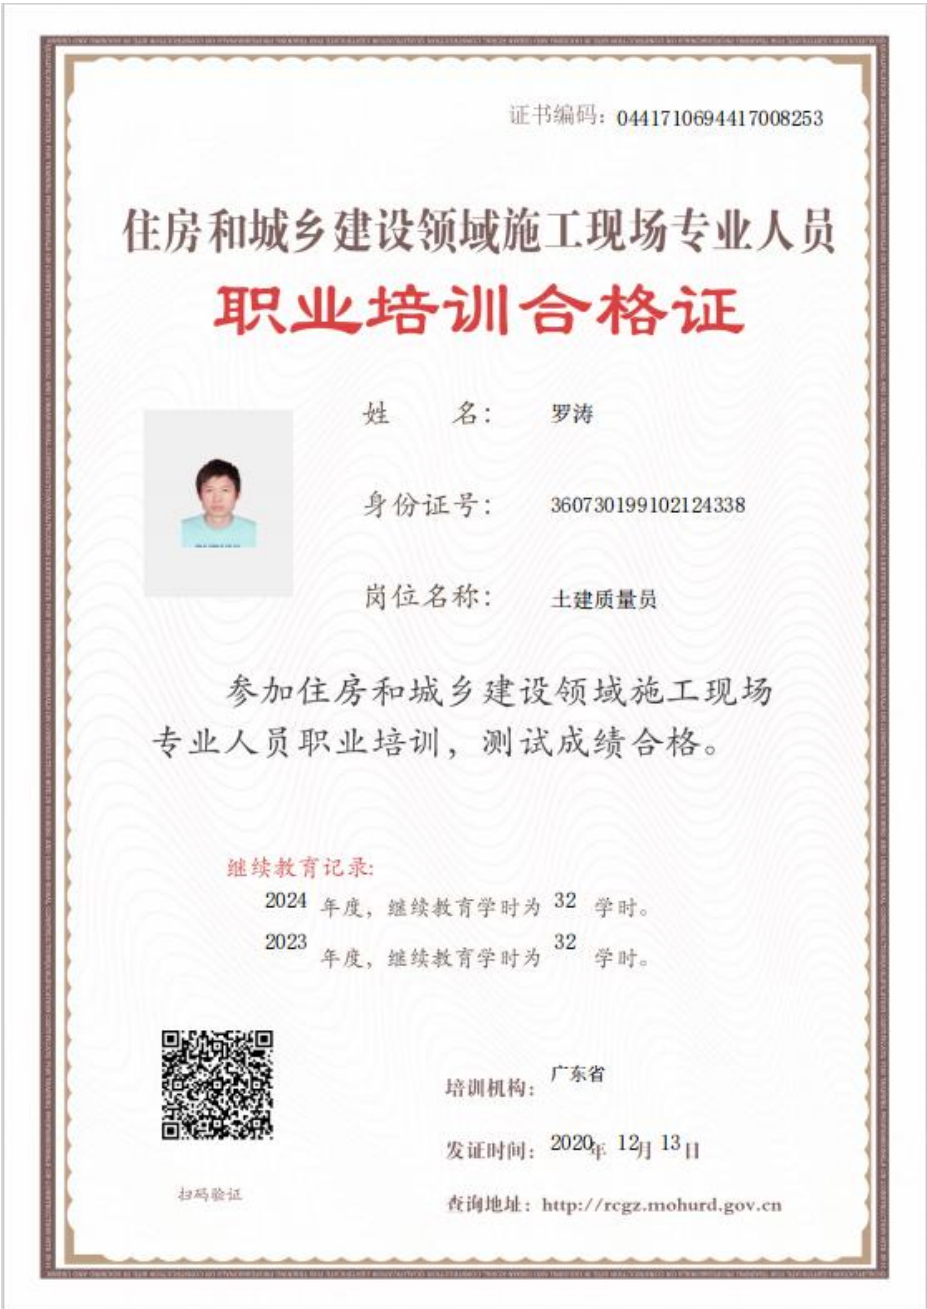 证书编码：0441710694417008253
住房和城乡建设领域施工现场专业人员
职业培训合格证
姓 名： 罗涛
身份证号： 360730199102124338
岗位名称： 土建质量员
参加住房和城乡建设领域施工现场
专业人员职业培训，测试成绩合格。
继续教育记录:
2024 年度，继续教育学时为 32 学时。
2023 年度，继续教育学时为 32 学时。
培训机构： 广东省
发证时间： 2020年 12月 13日
扫码验证
查询地址：http://rcgz.mohurd.gov.cn